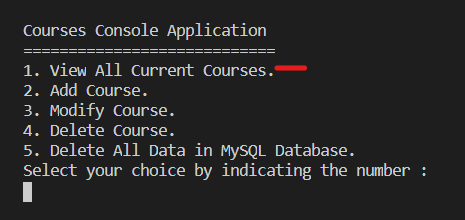 Courses Console Application
============================
1. View All Current Courses.
2. Add Course.
3. Modify Course.
4. Delete Course.
5. Delete All Data in MySQL Database.
Select your choice by indicating the number :